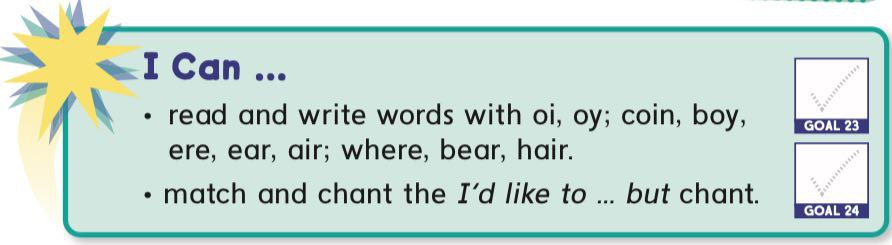 I Can ...
• read and write words with oi, oy; coin, boy,
ere, ear, air; where, bear, hair.
• match and chant the I'd like to ... but chant.
GOAL 23
GOAL 24